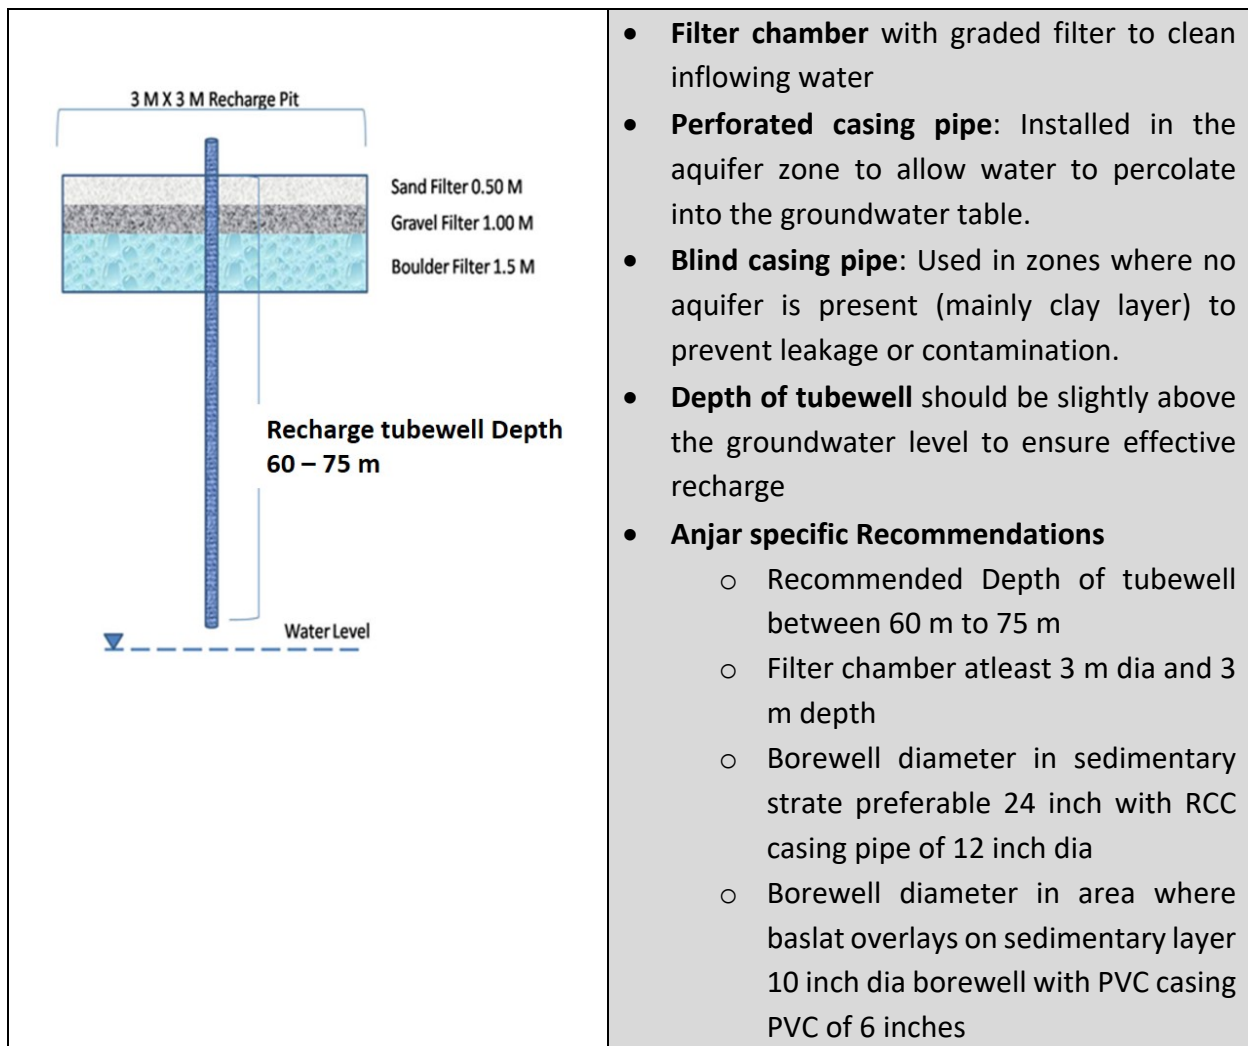 3 M X 3 M Recharge Pit
Sand Filter 0.50 M
Gravel Filter 1.00 M
Boulder Filter 1.5 M
Recharge tubewell Depth
60 – 75 m
Water Level
• Filter chamber with graded filter to clean
inflowing water
• Perforated casing pipe: Installed in the
aquifer zone to allow water to percolate
into the groundwater table.
• Blind casing pipe: Used in zones where no
aquifer is present (mainly clay layer) to
prevent leakage or contamination.
• Depth of tubewell should be slightly above
the groundwater level to ensure effective
recharge
• Anjar specific Recommendations
o Recommended Depth of tubewell
between 60 m to 75 m
o Filter chamber atleast 3 m dia and 3
m depth
o Borewell diameter in sedimentary
strate preferable 24 inch with RCC
casing pipe of 12 inch dia
o Borewell diameter in area where
baslat overlays on sedimentary layer
10 inch dia borewell with PVC casing
PVC of 6 inches